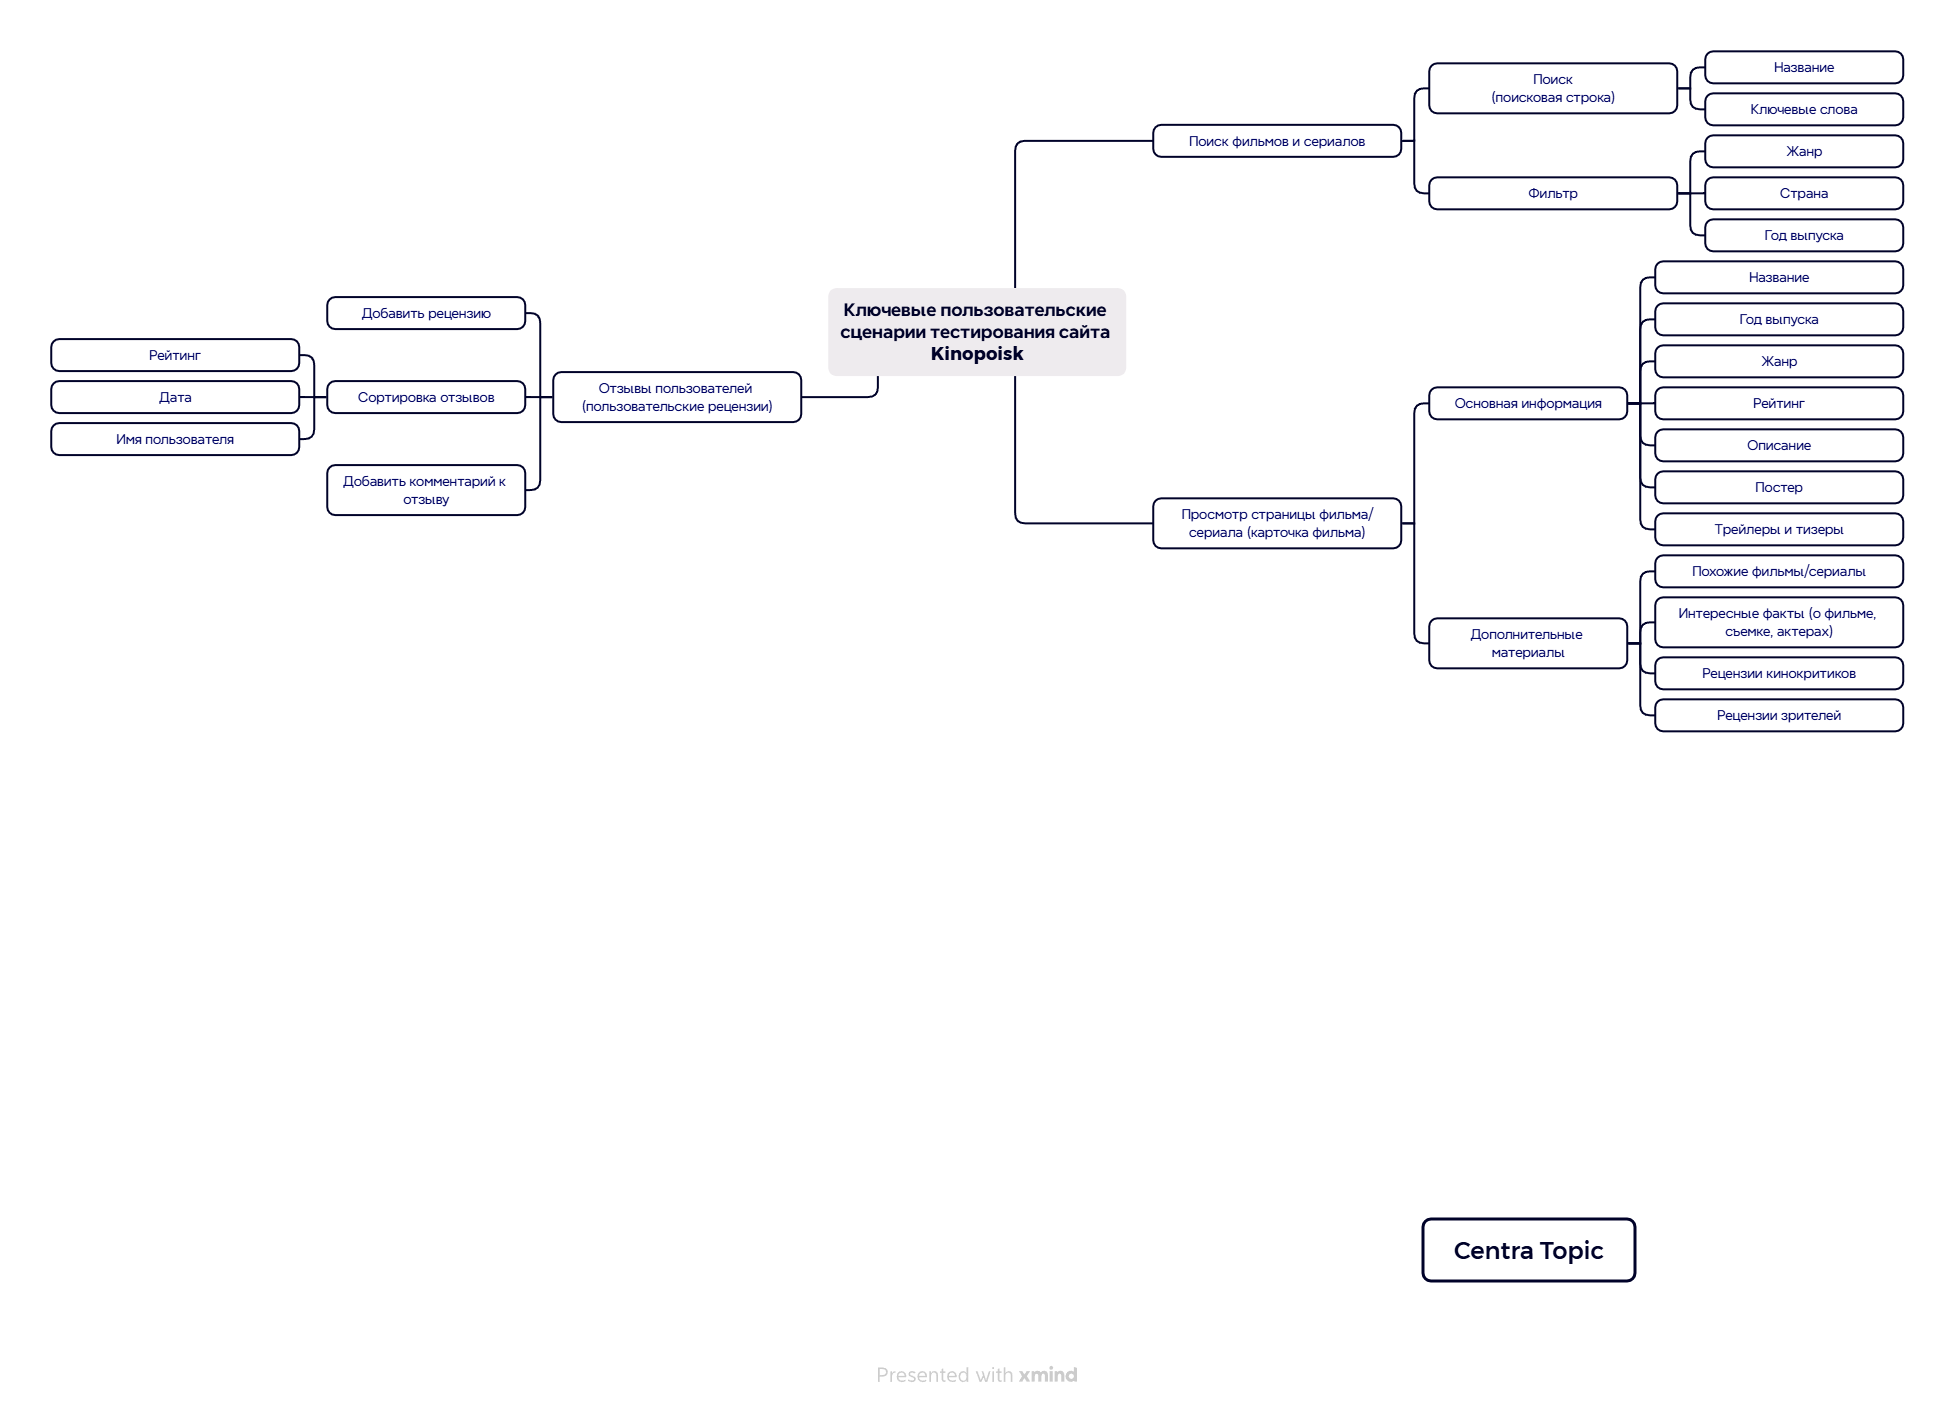 Ключевые пользовательские
сценарии тестирования сайта
Kinopoisk
Поиск фильмов и сериалов
Поиск
(поисковая строка)
Название
Ключевые слова
Фильтр
Жанр
Страна
Год выпуска
Просмотр страницы фильма/
сериала (карточка фильма)
Основная информация
Название
Год выпуска
Жанр
Рейтинг
Описание
Постер
Трейлеры и тизеры
Дополнительные
материалы
Похожие фильмы/сериалы
Интересные факты (о фильме,
съемке, актерах)
Рецензии кинокритиков
Рецензии зрителей
Отзывы пользователей
(пользовательские рецензии)
Добавить рецензию
Сортировка отзывов
Рейтинг
Дата
Имя пользователя
Добавить комментарий к
отзыву
Centra Topic
Presented with xmind